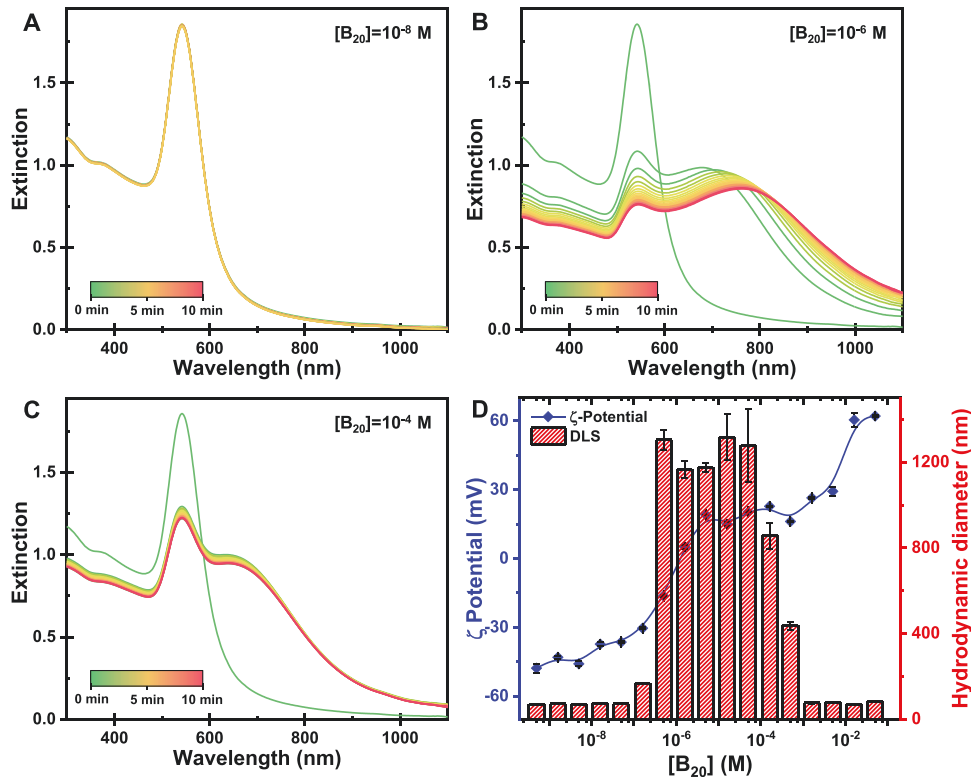 A
[B20]=10-8 M
Extinction
1.5
1.0
0.5
0.0
0 min 5 min 10 min
400 600 800 1000
Wavelength (nm)
B
[B20]=10-6 M
Extinction
1.5
1.0
0.5
0.0
0 min 5 min 10 min
400 600 800 1000
Wavelength (nm)
C
[B20]=10-4 M
Extinction
1.5
1.0
0.5
0.0
0 min 5 min 10 min
400 600 800 1000
Wavelength (nm)
D
ζ-Potential
DLS
ζ Potential (mV)
60
30
0
-30
-60
Hydrodynamic diameter (nm)
1200
800
400
0
10-8 10-6 10-4 10-2
[B20] (M)